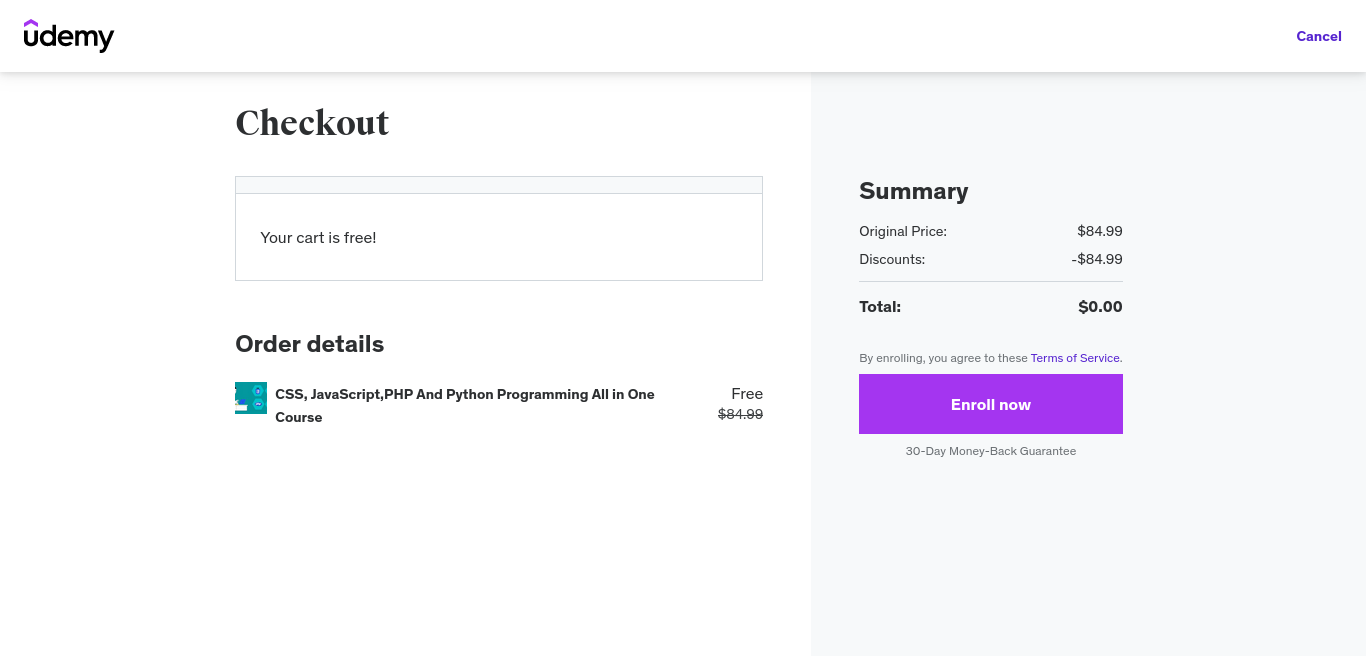 udemy
Cancel
Checkout
Your cart is free!
Order details
CSS, JavaScript,PHP And Python Programming All in One
Course
Free
$84.99
Summary
Original Price: $84.99
Discounts: -$84.99
Total: $0.00
By enrolling, you agree to these Terms of Service.
Enroll now
30-Day Money-Back Guarantee